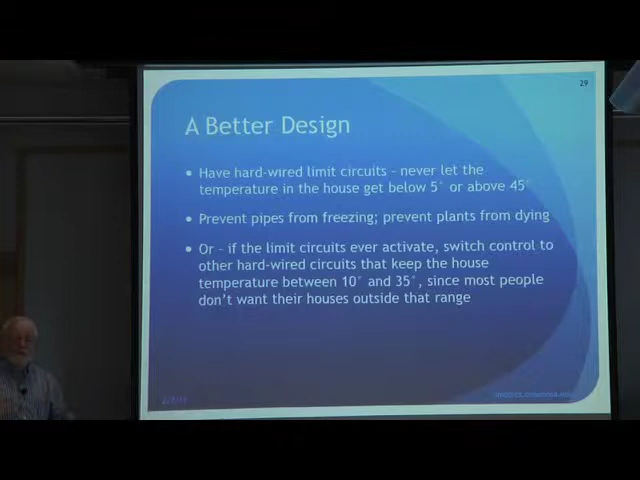 29
A Better Design
• Have hard-wired limit circuits – never let the
temperature in the house get below 5° or above 45°
• Prevent pipes from freezing; prevent plants from dying
• Or – if the limit circuits ever activate, switch control to
other hard-wired circuits that keep the house
temperature between 10° and 35°, since most people
don't want their houses outside that range